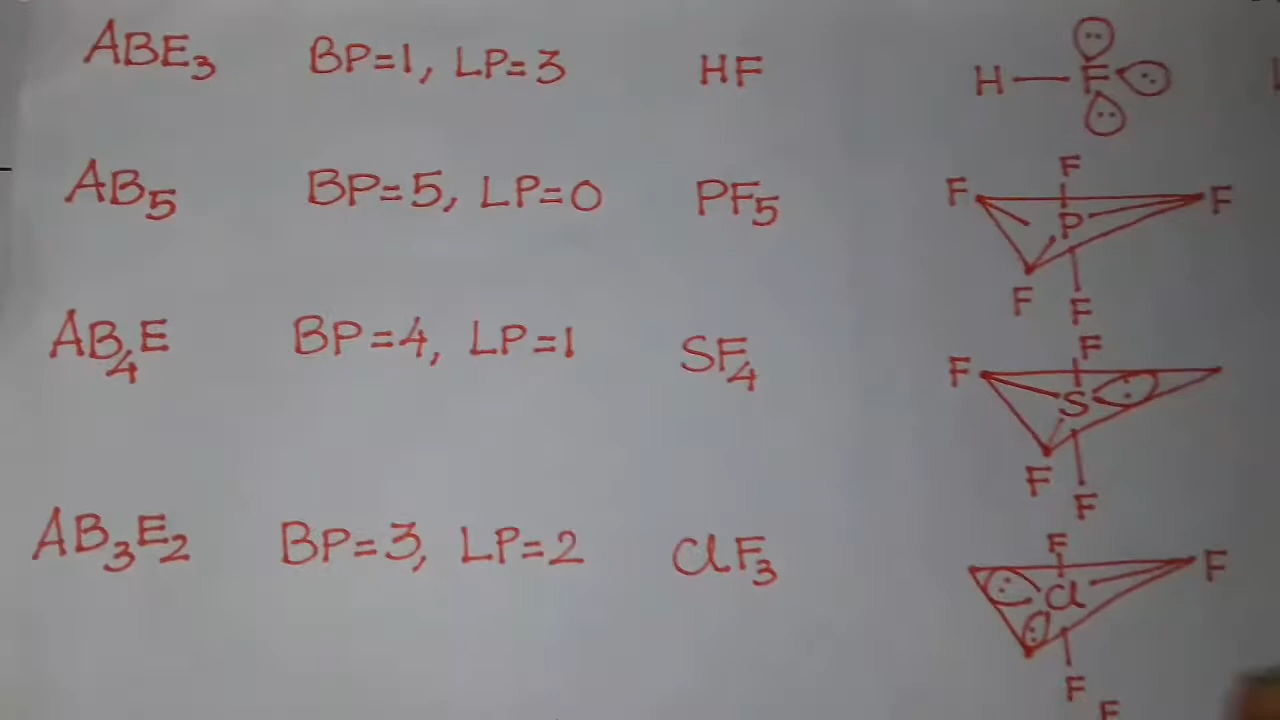 ABE3 BP=1, LP=3 HF H—F
AB5 BP=5, LP=0 PF5
F
F P F
F F
AB4E BP=4, LP=1 SF4
F
F S
F F
AB3E2 BP=3, LP=2 ClF3
F
Cl F
F
F